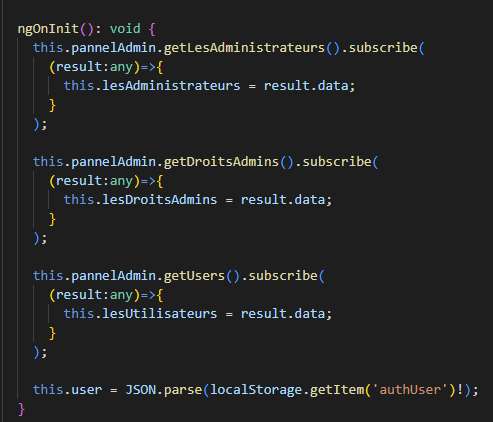 ngOnInit(): void {
this.pannelAdmin.getLesAdministrateurs().subscribe(
(result:any)=>{
this.lesAdministrateurs = result.data;
}
);
this.pannelAdmin.getDroitsAdmins().subscribe(
(result:any)=>{
this.lesDroitsAdmins = result.data;
}
);
this.pannelAdmin.getUsers().subscribe(
(result:any)=>{
this.lesUtilisateurs = result.data;
}
);
this.user = JSON.parse(localStorage.getItem('authUser')!);
}